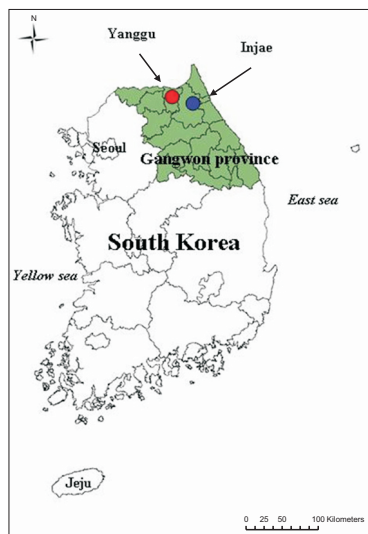 N
Yanggu
Injae
Seoul
Gangwon province
East sea
South Korea
Yellow sea
Jeju
0 25 50 100 Kilometers